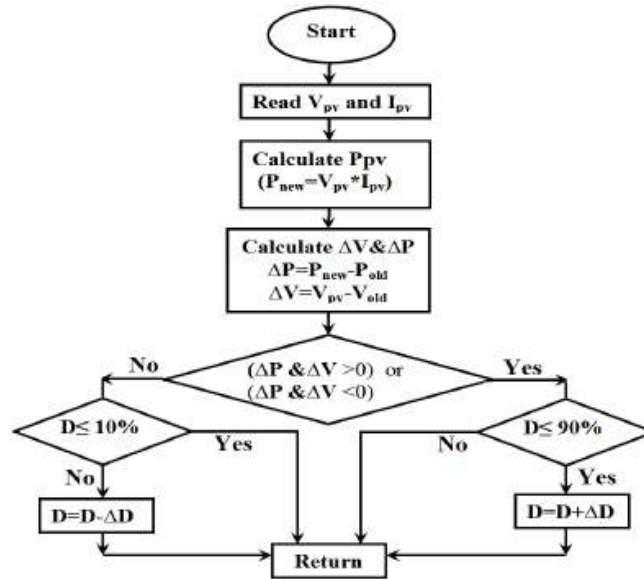 Start
Read Vpv and Ipv
Calculate Ppv
(Pnew=Vpv*Ipv)
Calculate ΔV&ΔP
ΔP=Pnew-Pold
ΔV=Vpv-Vold
No
(ΔP &ΔV >0) or
(ΔP &ΔV <0)
Yes
D≤ 10%
Yes
No
D≤ 90%
No
Yes
D=D-ΔD
D=D+ΔD
Return